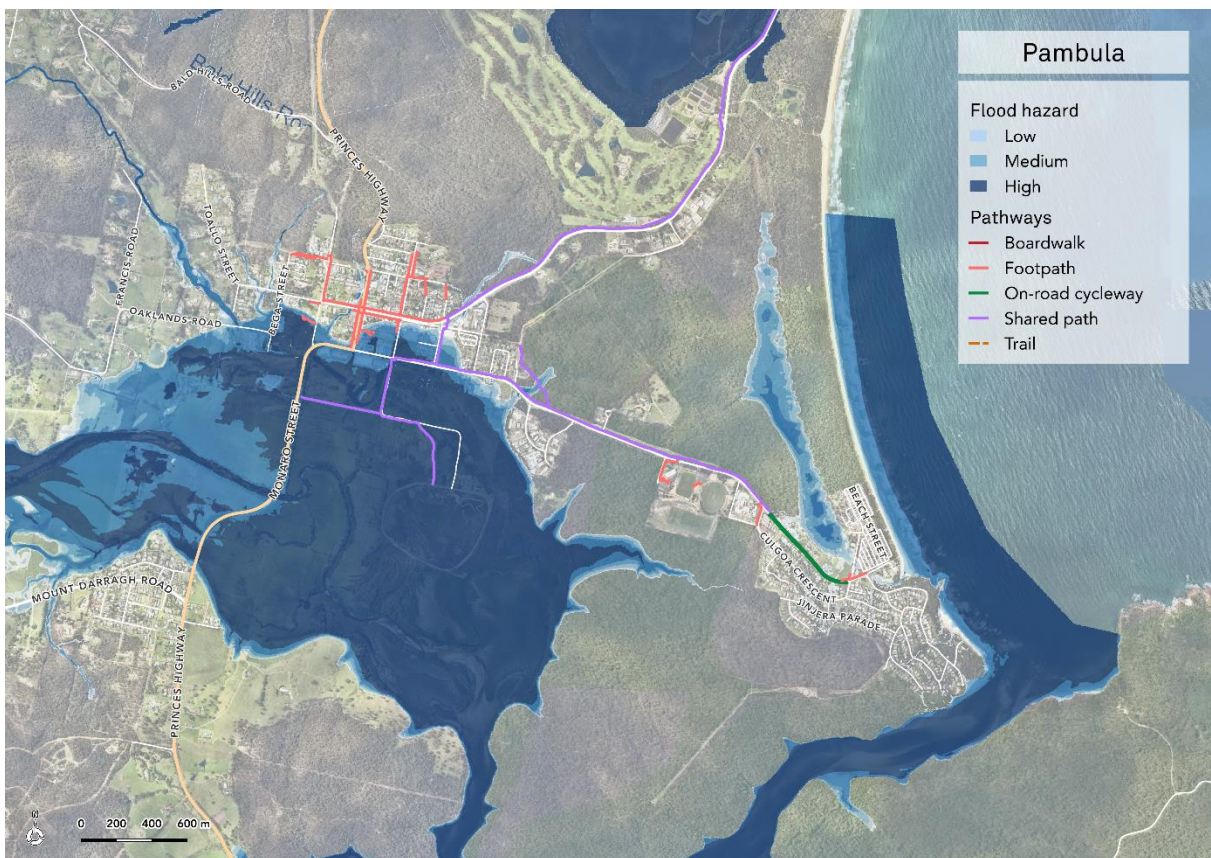 Pambula
Flood hazard
Low
Medium
High
Pathways
Boardwalk
Footpath
On-road cycleway
Shared path
Trail
BALD HILLS ROAD
Bald Hills Ro
PRINCES HIGHWAY
TOALLO STREET
FRANCIS ROAD
BEGA STREET
OAKLANDS ROAD
MONARO STREET
BEACH STREET
CULGOA CRESCENT
JINJERA PARADE
MOUNT DARRAGH ROAD
PRINCES HIGHWAY
0 200 400 600 m